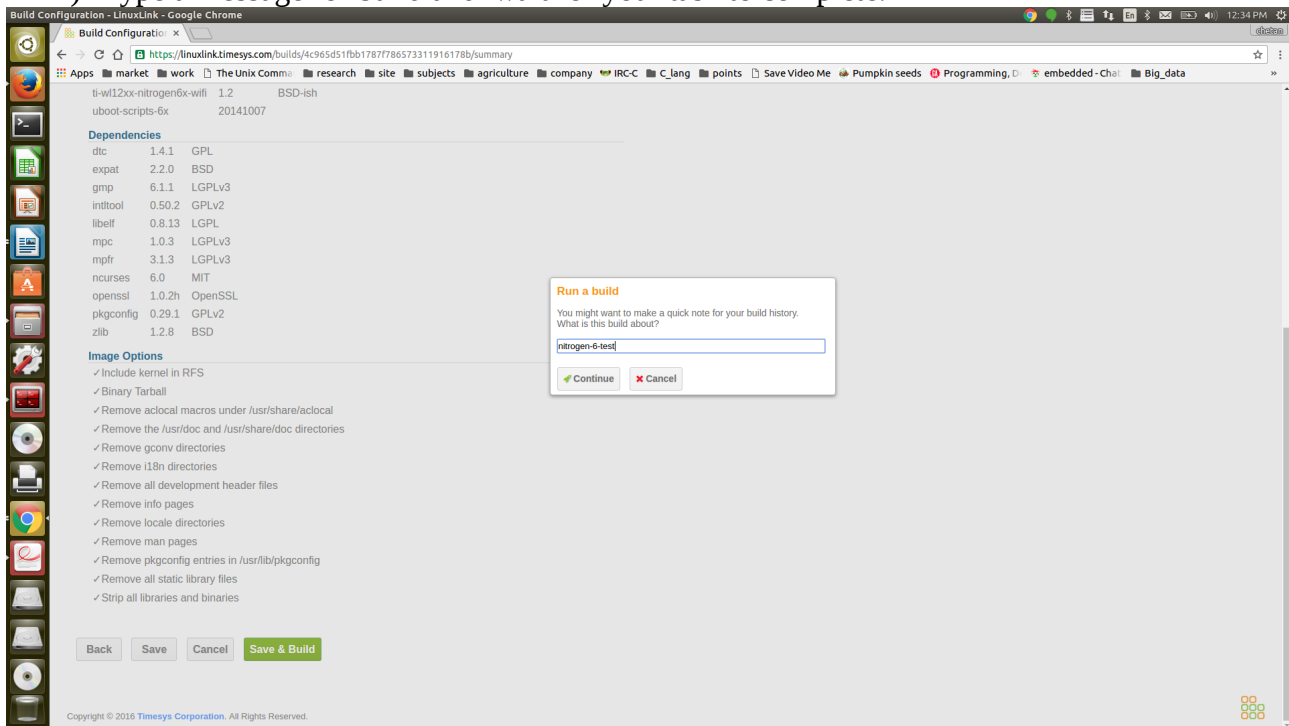 Build Configuration - LinuxLink - Google Chrome
En 12:34 PM
Build Configuratio ×
chetan
https://linuxlink.timesys.com/builds/4c965d51fbb1787f786573311916178b/summary
Apps market work The Unix Comma research site subjects agriculture company IRC-C C_lang points Save Video Me Pumpkin seeds Programming, D embedded - Chat Big_data »
ti-wl12xx-nitrogen6x-wifi 1.2 BSD-ish
uboot-scripts-6x 20141007
Dependencies
dtc 1.4.1 GPL
expat 2.2.0 BSD
gmp 6.1.1 LGPLv3
intltool 0.50.2 GPLv2
libelf 0.8.13 LGPL
mpc 1.0.3 LGPLv3
mpfr 3.1.3 LGPLv3
ncurses 6.0 MIT
openssl 1.0.2h OpenSSL
pkgconfig 0.29.1 GPLv2
zlib 1.2.8 BSD
Image Options
✓Include kernel in RFS
✓Binary Tarball
✓Remove aclocal macros under /usr/share/aclocal
✓Remove the /usr/doc and /usr/share/doc directories
✓Remove gconv directories
✓Remove i18n directories
✓Remove all development header files
✓Remove info pages
✓Remove locale directories
✓Remove man pages
✓Remove pkgconfig entries in /usr/lib/pkgconfig
✓Remove all static library files
✓Strip all libraries and binaries
Run a build
You might want to make a quick note for your build history.
What is this build about?
nitrogen-6-test
Continue Cancel
Back Save Cancel Save & Build
Copyright © 2016 Timesys Corporation. All Rights Reserved.